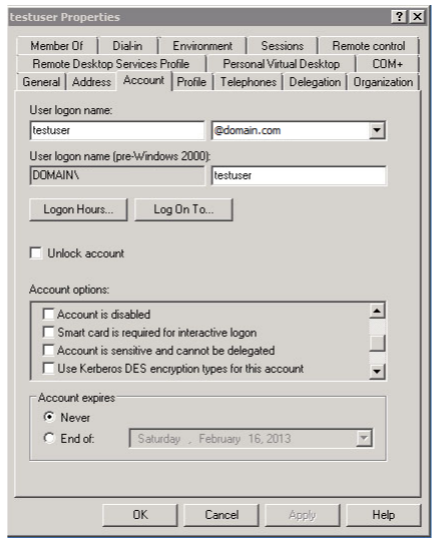 testuser Properties
? X
Member Of Dial-in Environment Sessions Remote control
Remote Desktop Services Profile Personal Virtual Desktop COM+
General Address Account Profile Telephones Delegation Organization
User logon name:
testuser @domain.com
User logon name (pre-Windows 2000):
DOMAIN\ testuser
Logon Hours... Log On To...
Unlock account
Account options:
Account is disabled
Smart card is required for interactive logon
Account is sensitive and cannot be delegated
Use Kerberos DES encryption types for this account
Account expires
Never
End of: Saturday , February 16, 2013
OK Cancel Apply Help